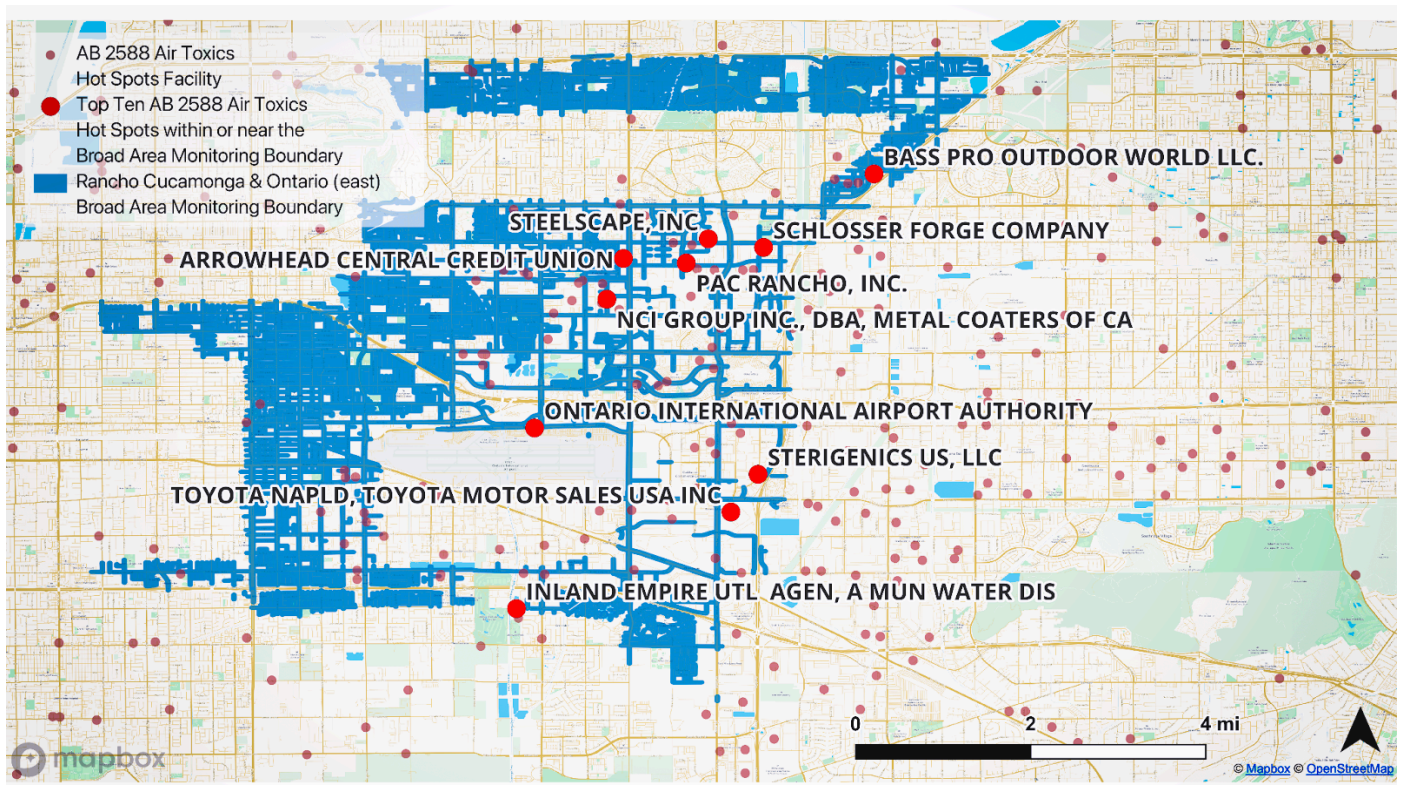 AB 2588 Air Toxics
Hot Spots Facility
Top Ten AB 2588 Air Toxics
Hot Spots within or near the
Broad Area Monitoring Boundary
Rancho Cucamonga & Ontario (east)
Broad Area Monitoring Boundary
BASS PRO OUTDOOR WORLD LLC.
STEELSCAPE, INC
SCHLOSSER FORGE COMPANY
ARROWHEAD CENTRAL CREDIT UNION
PAC RANCHO, INC.
NCI GROUP INC., DBA, METAL COATERS OF CA
ONTARIO INTERNATIONAL AIRPORT AUTHORITY
STERIGENICS US, LLC
TOYOTA NAPLD, TOYOTA MOTOR SALES USA INC
INLAND EMPIRE UTL AGEN, A MUN WATER DIS
0 2 4 mi
mapbox
© Mapbox © OpenStreetMap